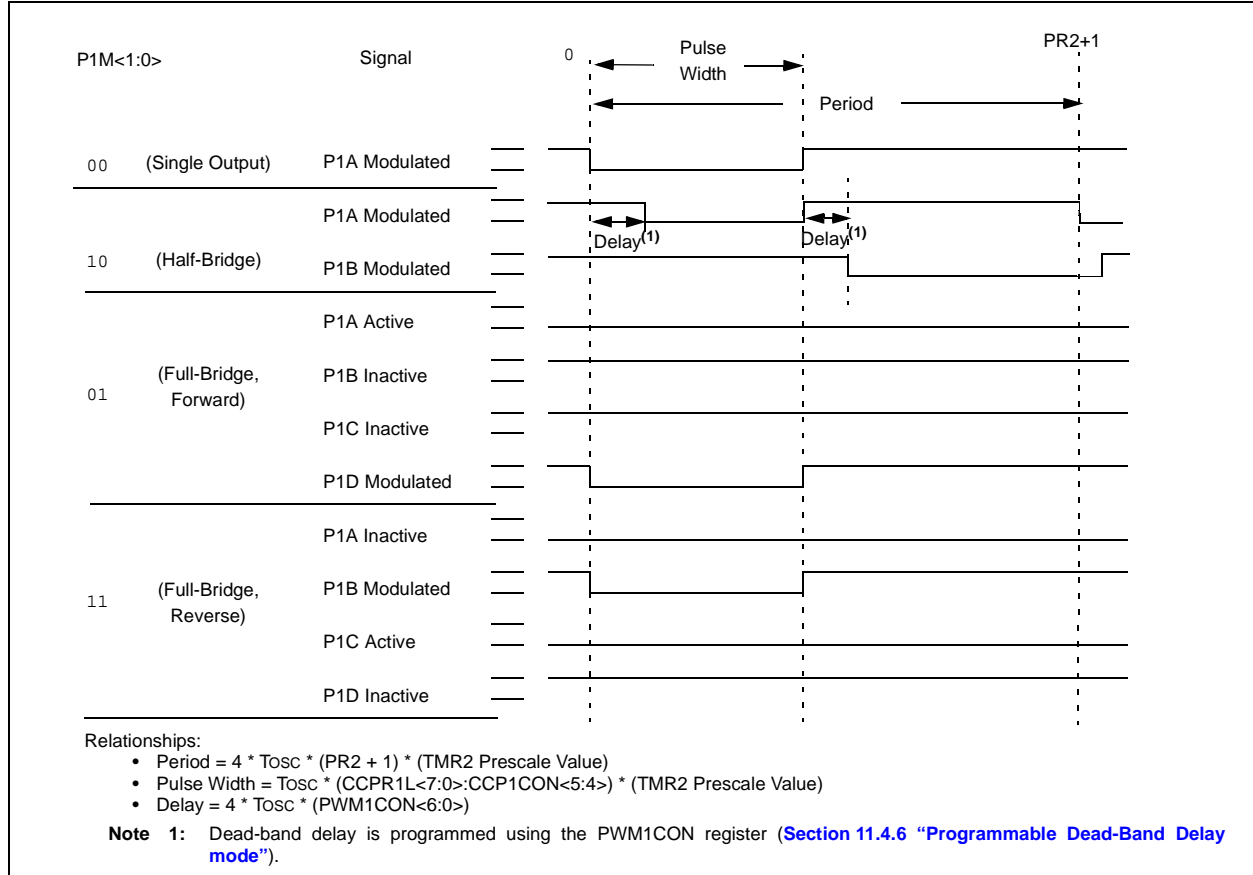 P1M<1:0> Signal 0 Pulse Width PR2+1
Period
00 (Single Output) P1A Modulated
P1A Modulated
Delay(1) Delay(1)
10 (Half-Bridge) P1B Modulated
P1A Active
01 (Full-Bridge, Forward) P1B Inactive
P1C Inactive
P1D Modulated
P1A Inactive
11 (Full-Bridge, Reverse) P1B Modulated
P1C Active
P1D Inactive
Relationships:
• Period = 4 * TOSC * (PR2 + 1) * (TMR2 Prescale Value)
• Pulse Width = TOSC * (CCPR1L<7:0>:CCP1CON<5:4>) * (TMR2 Prescale Value)
• Delay = 4 * TOSC * (PWM1CON<6:0>)
Note 1: Dead-band delay is programmed using the PWM1CON register (Section 11.4.6 “Programmable Dead-Band Delay
mode”).